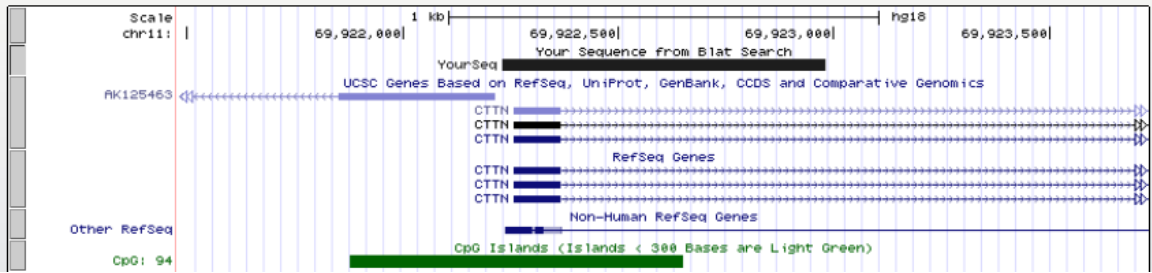 Scale 1 kb hg18
chr11: 69,922,000 69,922,500 69,923,000 69,923,500
Your Sequence from Blat Search
YourSeq
UCSC Genes Based on RefSeq, UniProt, GenBank, CCDS and Comparative Genomics
AK125463
CTTN
CTTN
CTTN
RefSeq Genes
CTTN
CTTN
CTTN
Non-Human RefSeq Genes
Other RefSeq
CpG Islands (Islands < 300 Bases are Light Green)
CpG: 94